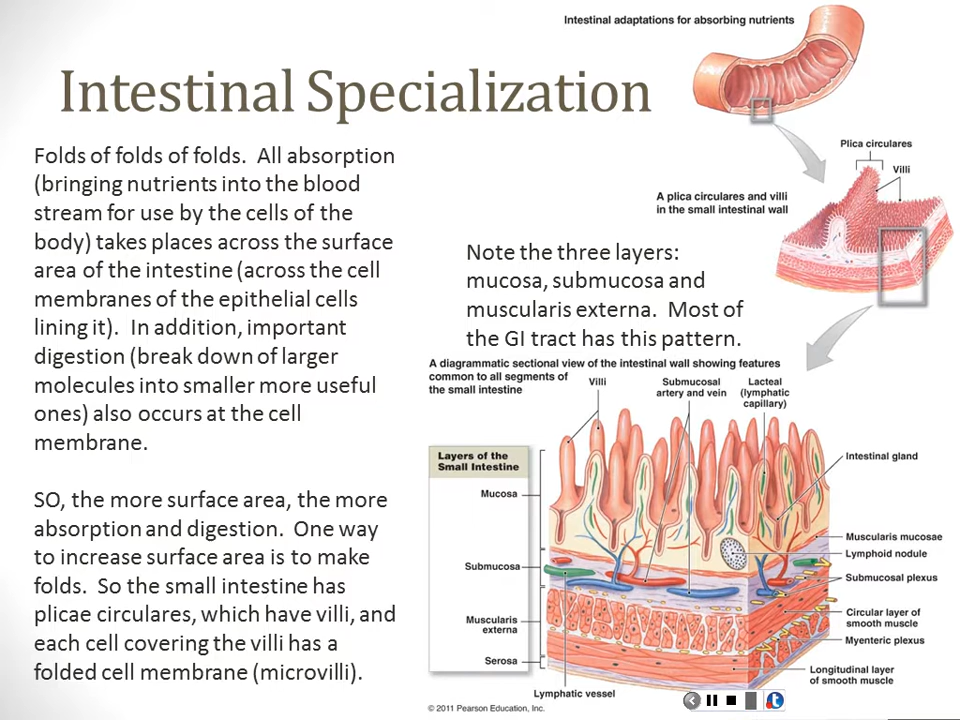 Intestinal adaptations for absorbing nutrients
Intestinal Specialization
Folds of folds of folds.  All absorption
(bringing nutrients into the blood
stream for use by the cells of the
body) takes places across the surface
area of the intestine (across the cell
membranes of the epithelial cells
lining it).  In addition, important
digestion (break down of larger
molecules into smaller more useful
ones) also occurs at the cell
membrane.
SO, the more surface area, the more
absorption and digestion.  One way
to increase surface area is to make
folds.  So the small intestine has
plicae circulares, which have villi, and
each cell covering the villi has a
folded cell membrane (microvilli).
Plica circulares
Villi
A plica circulares and villi
in the small intestinal wall
Note the three layers:
mucosa, submucosa and
muscularis externa.  Most of
the GI tract has this pattern.
A diagrammatic sectional view of the intestinal wall showing features
common to all segments of
the small intestine
Villi
Submucosal
artery and vein
Lacteal
(lymphatic
capillary)
Layers of the
Small Intestine
Mucosa
Submucosa
Muscularis
externa
Serosa
Intestinal gland
Muscularis mucosae
Lymphoid nodule
Submucosal plexus
Circular layer of
smooth muscle
Myenteric plexus
Longitudinal layer
of smooth muscle
Lymphatic vessel
© 2011 Pearson Education, Inc.
t